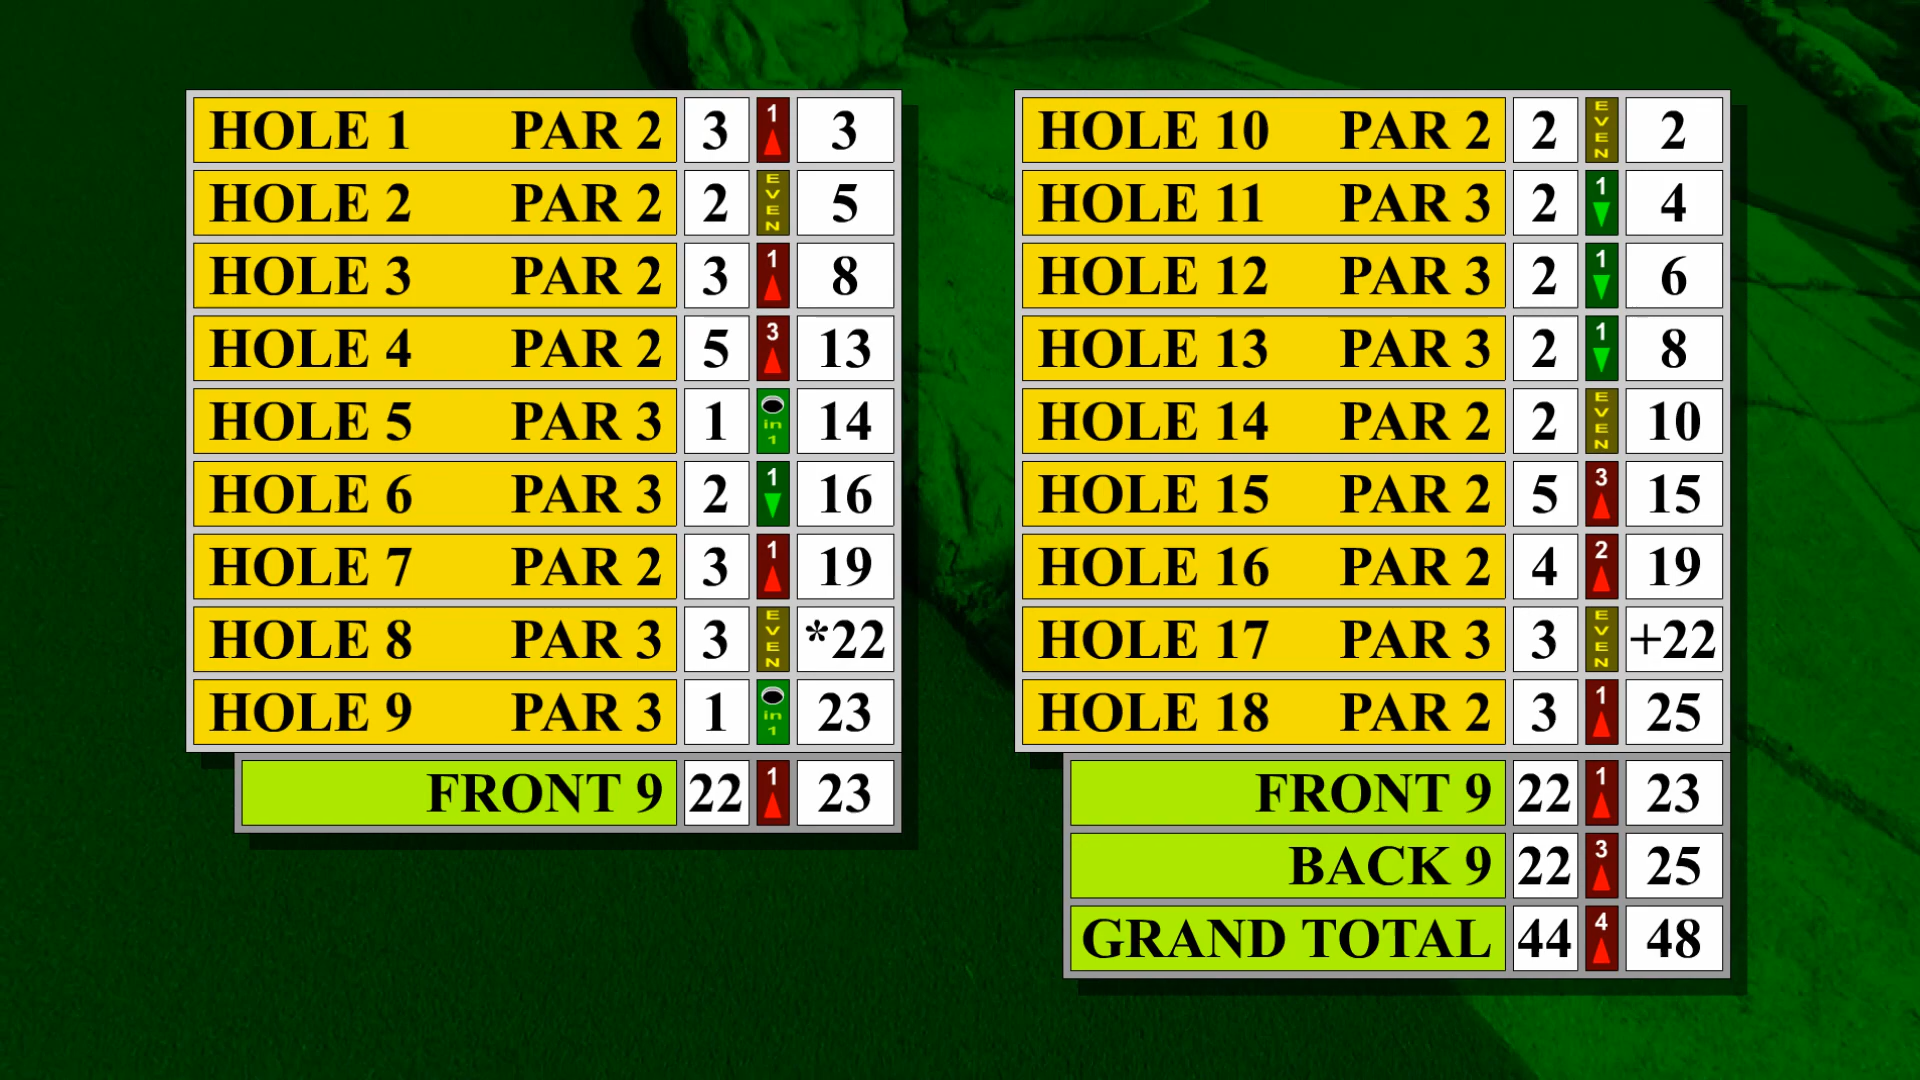 HOLE 1 PAR 2 3 1 3
HOLE 2 PAR 2 2 EVEN 5
HOLE 3 PAR 2 3 1 8
HOLE 4 PAR 2 5 3 13
HOLE 5 PAR 3 1 in 1 14
HOLE 6 PAR 3 2 1 16
HOLE 7 PAR 2 3 1 19
HOLE 8 PAR 3 3 EVEN *22
HOLE 9 PAR 3 1 in 1 23
FRONT 9 22 1 23
HOLE 10 PAR 2 2 EVEN 2
HOLE 11 PAR 3 2 1 4
HOLE 12 PAR 3 2 1 6
HOLE 13 PAR 3 2 1 8
HOLE 14 PAR 2 2 EVEN 10
HOLE 15 PAR 2 5 3 15
HOLE 16 PAR 2 4 2 19
HOLE 17 PAR 3 3 EVEN +22
HOLE 18 PAR 2 3 1 25
FRONT 9 22 1 23
BACK 9 22 3 25
GRAND TOTAL 44 4 48